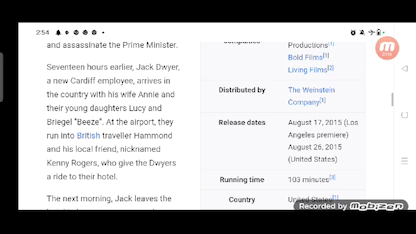 2:54
and assassinate the Prime Minister.
Seventeen hours earlier, Jack Dwyer,
a new Cardiff employee, arrives in
the country with his wife Annie and
their young daughters Lucy and
Briegel "Beeze". At the airport, they
run into British traveller Hammond
and his local friend, nicknamed
Kenny Rogers, who give the Dwyers
a ride to their hotel.
The next morning, Jack leaves the
Productions[1]
Bold Films[1]
Living Films[2]
Distributed by The Weinstein
Company[1]
Release dates August 17, 2015 (Los
Angeles premiere)
August 26, 2015
(United States)
Running time 103 minutes[3]
Country United States[1]
Recorded by Mobizen